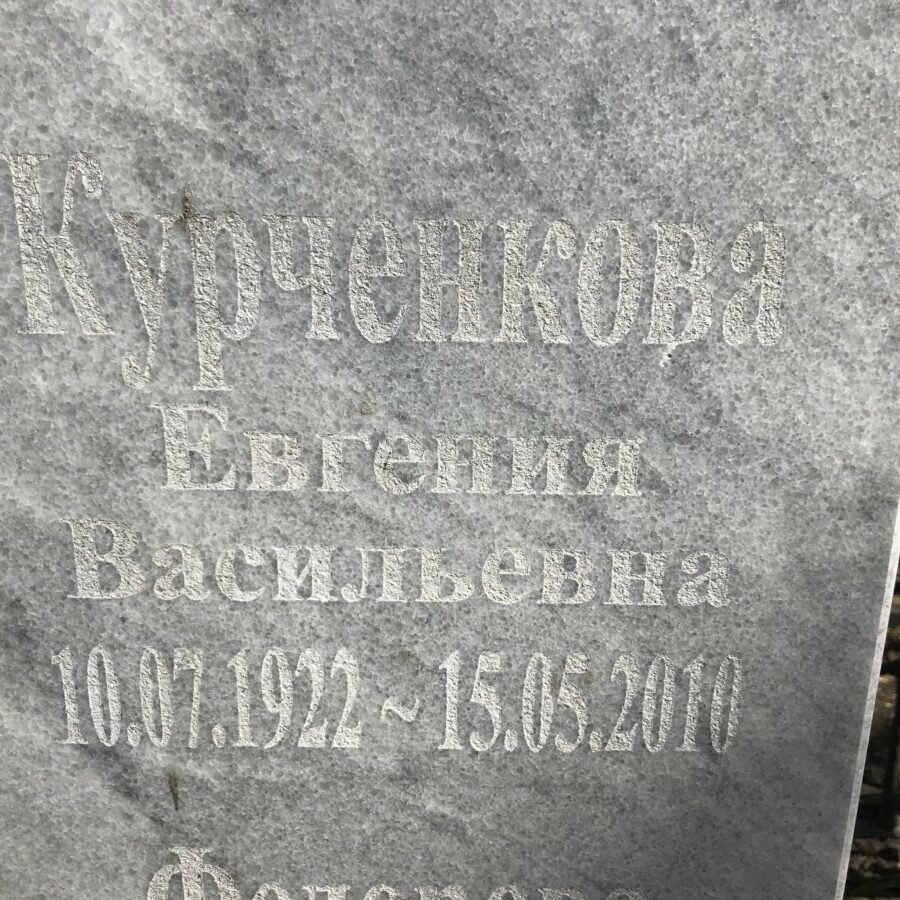 Курченкова
Евгения
Васильевна
10.07.1922 ~ 15.05.2010